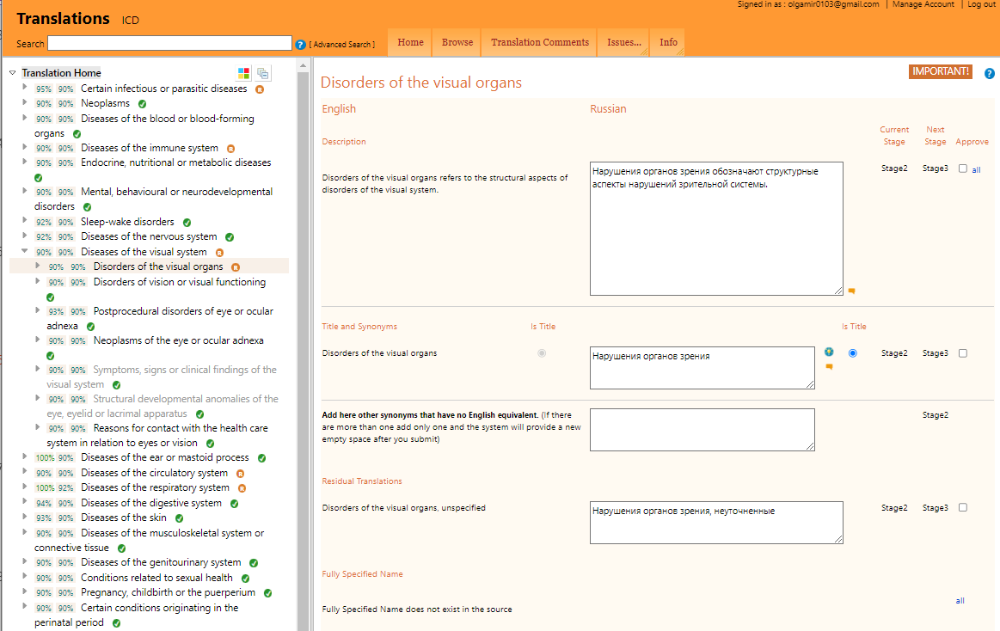 Signed in as : olgamir0103@gmail.com | Manage Account | Log out
Translations ICD
Search [ Advanced Search ] Home Browse Translation Comments Issues... Info
Translation Home
95% 90% Certain infectious or parasitic diseases
90% 90% Neoplasms
90% 90% Diseases of the blood or blood-forming
organs
90% 90% Diseases of the immune system
90% 90% Endocrine, nutritional or metabolic diseases
90% 90% Mental, behavioural or neurodevelopmental
disorders
92% 90% Sleep-wake disorders
92% 90% Diseases of the nervous system
90% 90% Diseases of the visual system
90% 90% Disorders of the visual organs
90% 90% Disorders of vision or visual functioning
93% 90% Postprocedural disorders of eye or ocular
adnexa
90% 90% Neoplasms of the eye or ocular adnexa
90% 90% Symptoms, signs or clinical findings of the
visual system
90% 90% Structural developmental anomalies of the
eye, eyelid or lacrimal apparatus
90% 90% Reasons for contact with the health care
system in relation to eyes or vision
100% 90% Diseases of the ear or mastoid process
90% 90% Diseases of the circulatory system
100% 92% Diseases of the respiratory system
94% 90% Diseases of the digestive system
93% 90% Diseases of the skin
90% 90% Diseases of the musculoskeletal system or
connective tissue
90% 90% Diseases of the genitourinary system
90% 90% Conditions related to sexual health
90% 90% Pregnancy, childbirth or the puerperium
90% 90% Certain conditions originating in the
perinatal period
IMPORTANT!
Disorders of the visual organs
English Russian
Description Current Stage Next Stage Approve
Disorders of the visual organs refers to the structural aspects of
disorders of the visual system.
Нарушения органов зрения обозначают структурные
аспекты нарушений зрительной системы.
Stage2 Stage3 all
Title and Synonyms Is Title Is Title
Disorders of the visual organs Нарушения органов зрения Stage2 Stage3
Add here other synonyms that have no English equivalent. (If there
are more than one add only one and the system will provide a new
empty space after you submit)
Stage2
Residual Translations
Disorders of the visual organs, unspecified Нарушения органов зрения, неуточненные Stage2 Stage3
Fully Specified Name
all
Fully Specified Name does not exist in the source